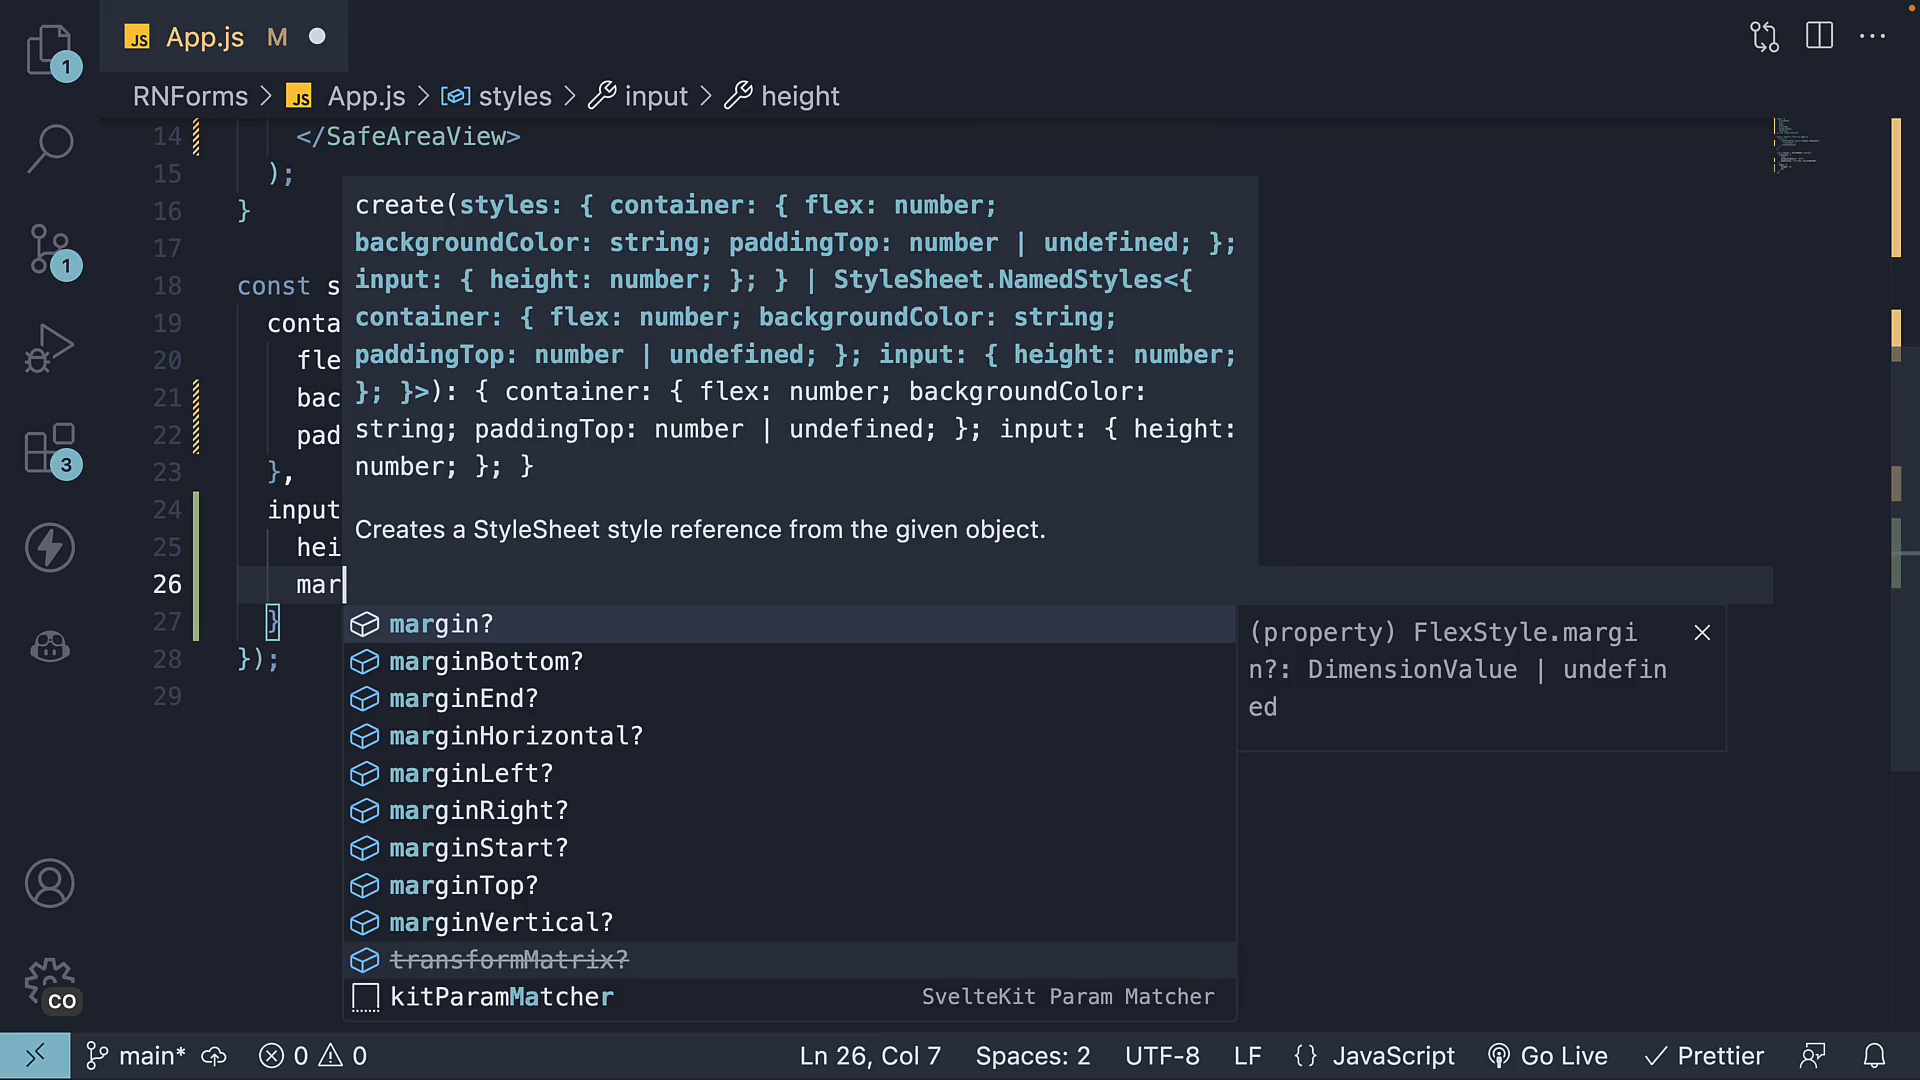 JS App.js M
1
RNForms > JS App.js > styles > input > height
14 </SafeAreaView>
15 );
16 }
17
18 const s
19 conta
20 fle
21 bac
22 pad
23 },
24 input
25 hei
26 mar
27 }
28 });
29
create(styles: { container: { flex: number;
backgroundColor: string; paddingTop: number | undefined; };
input: { height: number; }; } | StyleSheet.NamedStyles<{
container: { flex: number; backgroundColor: string;
paddingTop: number | undefined; }; input: { height: number;
}; }>): { container: { flex: number; backgroundColor:
string; paddingTop: number | undefined; }; input: { height:
number; }; }
Creates a StyleSheet style reference from the given object.
margin?
marginBottom?
marginEnd?
marginHorizontal?
marginLeft?
marginRight?
marginStart?
marginTop?
marginVertical?
transformMatrix?
kitParamMatcher SvelteKit Param Matcher
(property) FlexStyle.margi
n?: DimensionValue | undefin
ed
1
3
CO
main* 0 0 Ln 26, Col 7 Spaces: 2 UTF-8 LF {} JavaScript Go Live Prettier